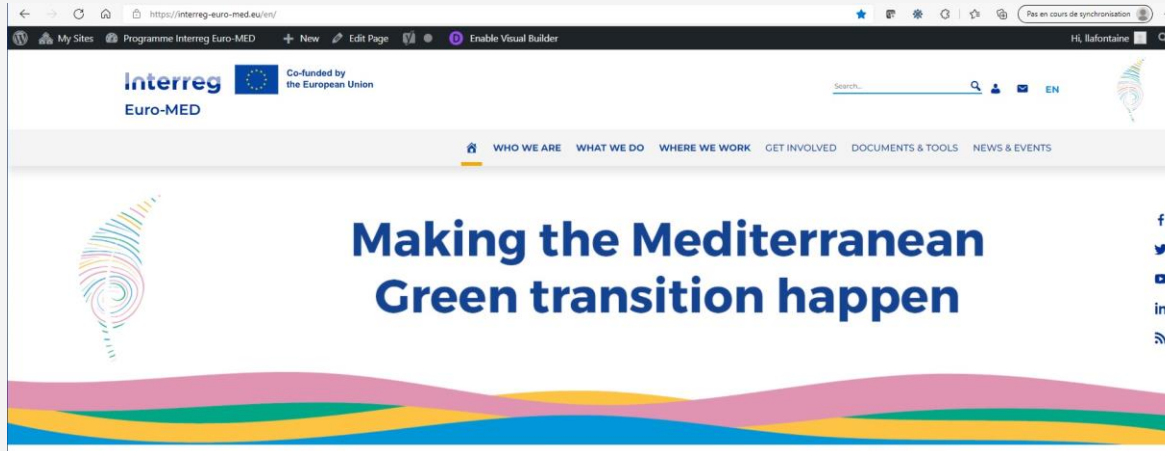 https://interreg-euro-med.eu/en/
Pas en cours de synchronisation
My Sites Programme Interreg Euro-MED New Edit Page Enable Visual Builder Hi, llafontaine
Interreg Co-funded by
the European Union
Euro-MED
Search... EN
WHO WE ARE WHAT WE DO WHERE WE WORK GET INVOLVED DOCUMENTS & TOOLS NEWS & EVENTS
Making the Mediterranean
Green transition happen